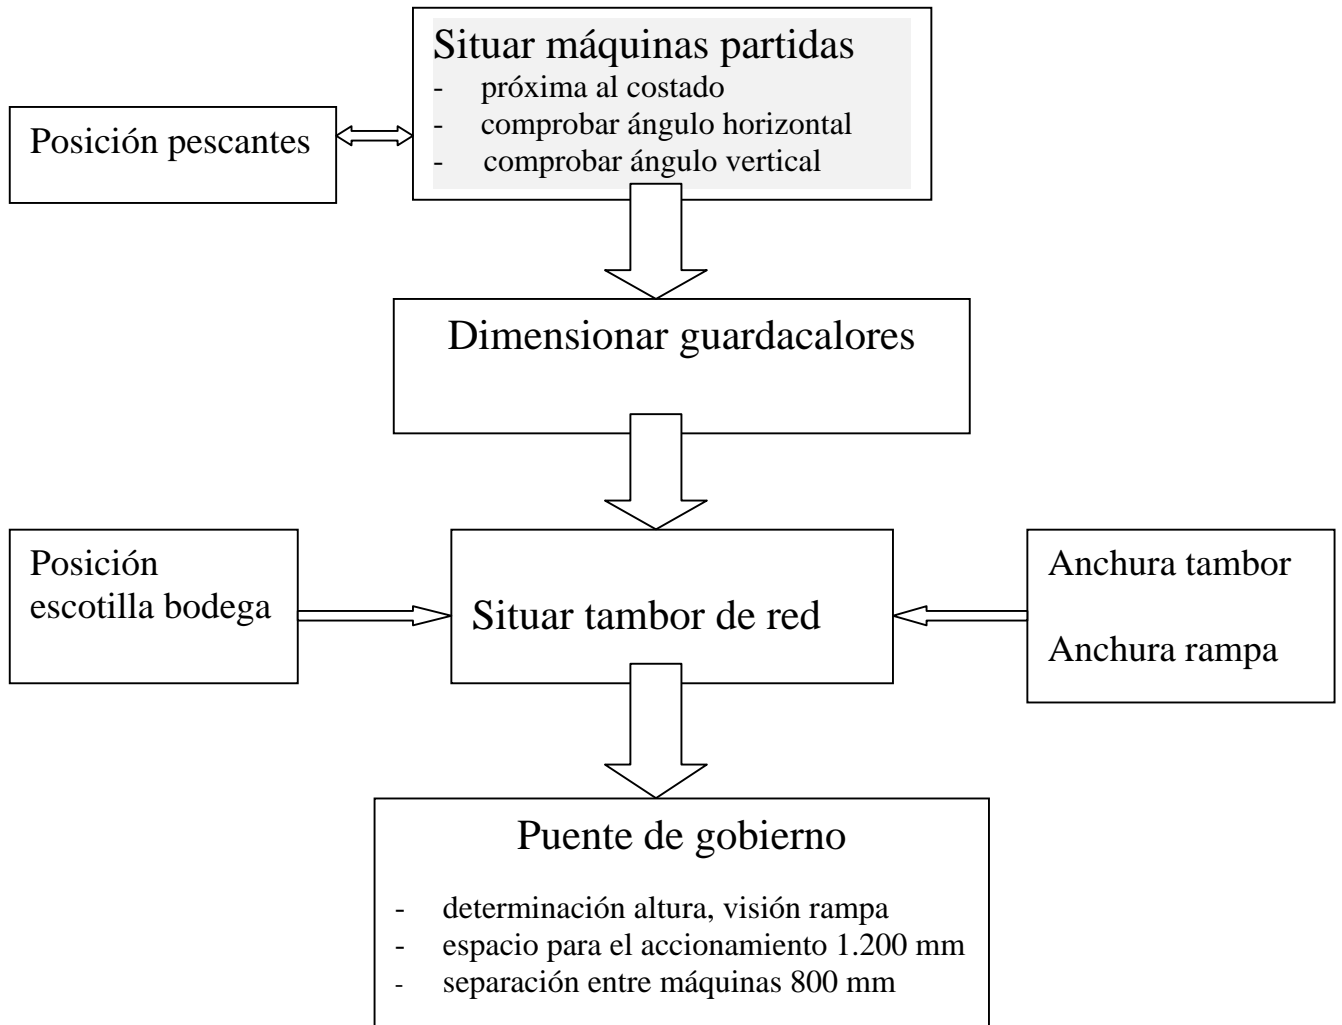 Situar máquinas partidas
- próxima al costado
- comprobar ángulo horizontal
- comprobar ángulo vertical
Posición pescantes
Dimensionar guardacalores
Posición
escotilla bodega
Situar tambor de red
Anchura tambor
Anchura rampa
Puente de gobierno
- determinación altura, visión rampa
- espacio para el accionamiento 1.200 mm
- separación entre máquinas 800 mm